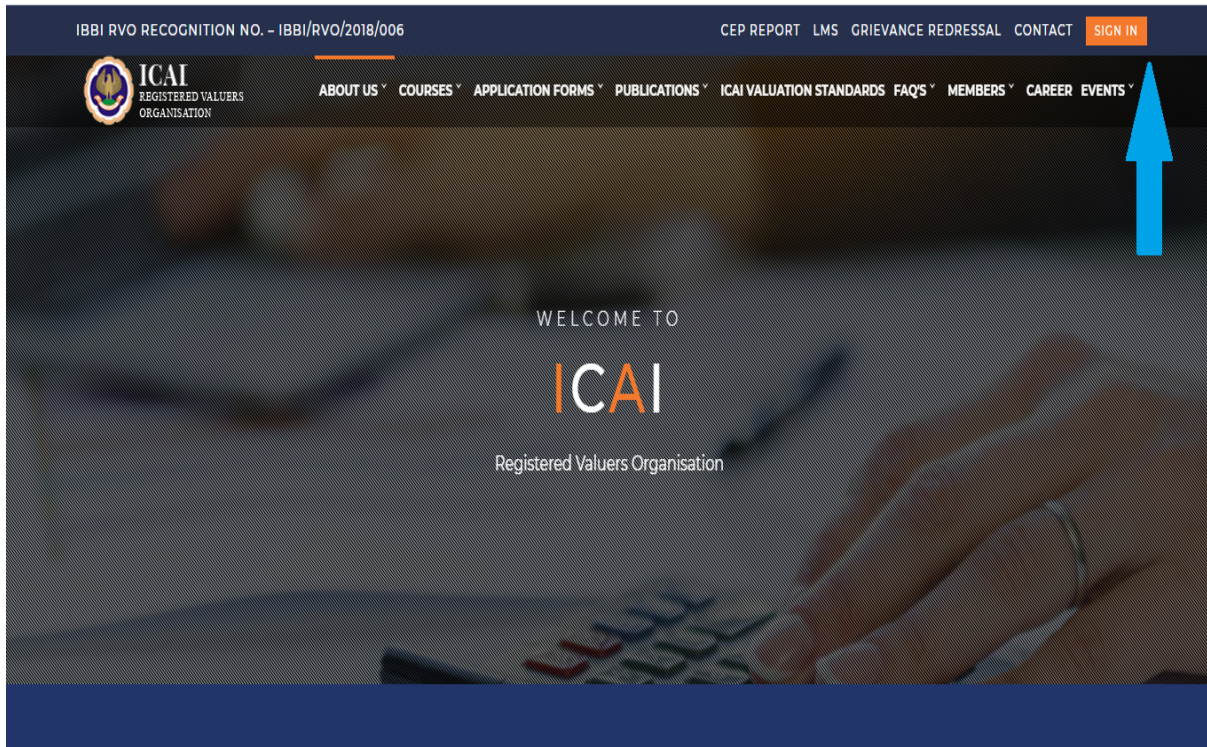 IBBI RVO RECOGNITION NO. – IBBI/RVO/2018/006
CEP REPORT LMS GRIEVANCE REDRESSAL CONTACT SIGN IN
ICAI
REGISTERED VALUERS
ORGANISATION
ABOUT US COURSES APPLICATION FORMS PUBLICATIONS ICAI VALUATION STANDARDS FAQ'S MEMBERS CAREER EVENTS
WELCOME TO
ICAI
Registered Valuers Organisation